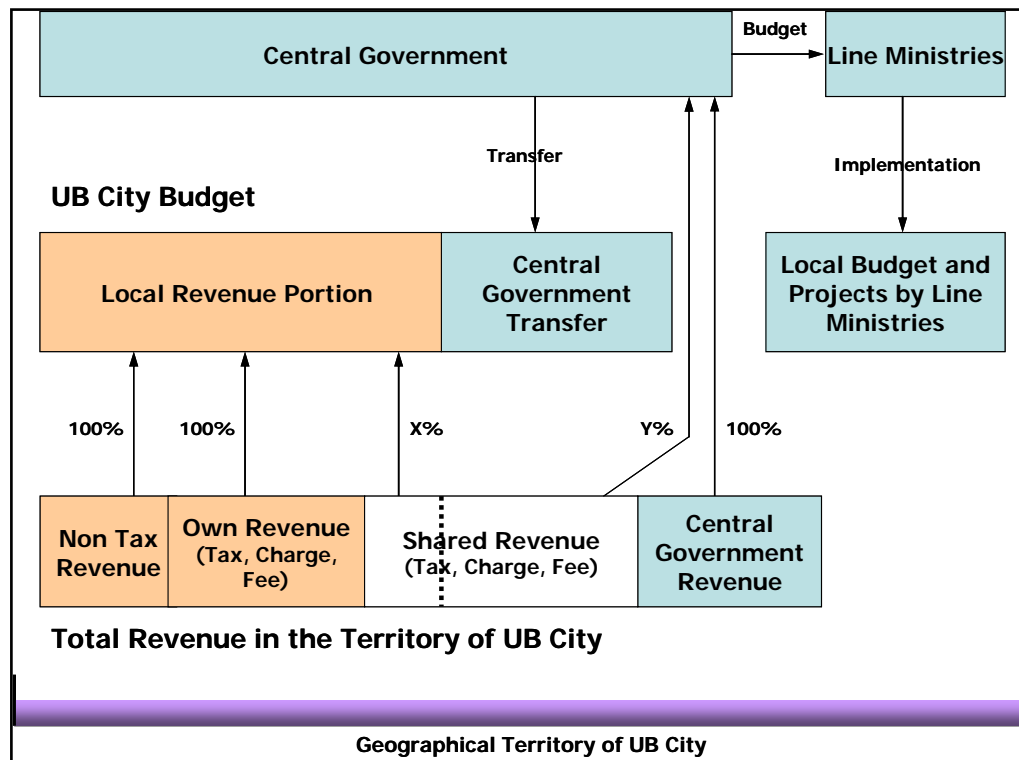 Central Government
Budget
Line Ministries
Transfer
Implementation
UB City Budget
Local Revenue Portion
Central
Government
Transfer
Local Budget and
Projects by Line
Ministries
100%
100%
X%
Y%
100%
Non Tax
Revenue
Own Revenue
(Tax, Charge,
Fee)
Shared Revenue
(Tax, Charge, Fee)
Central
Government
Revenue
Total Revenue in the Territory of UB City
Geographical Territory of UB City